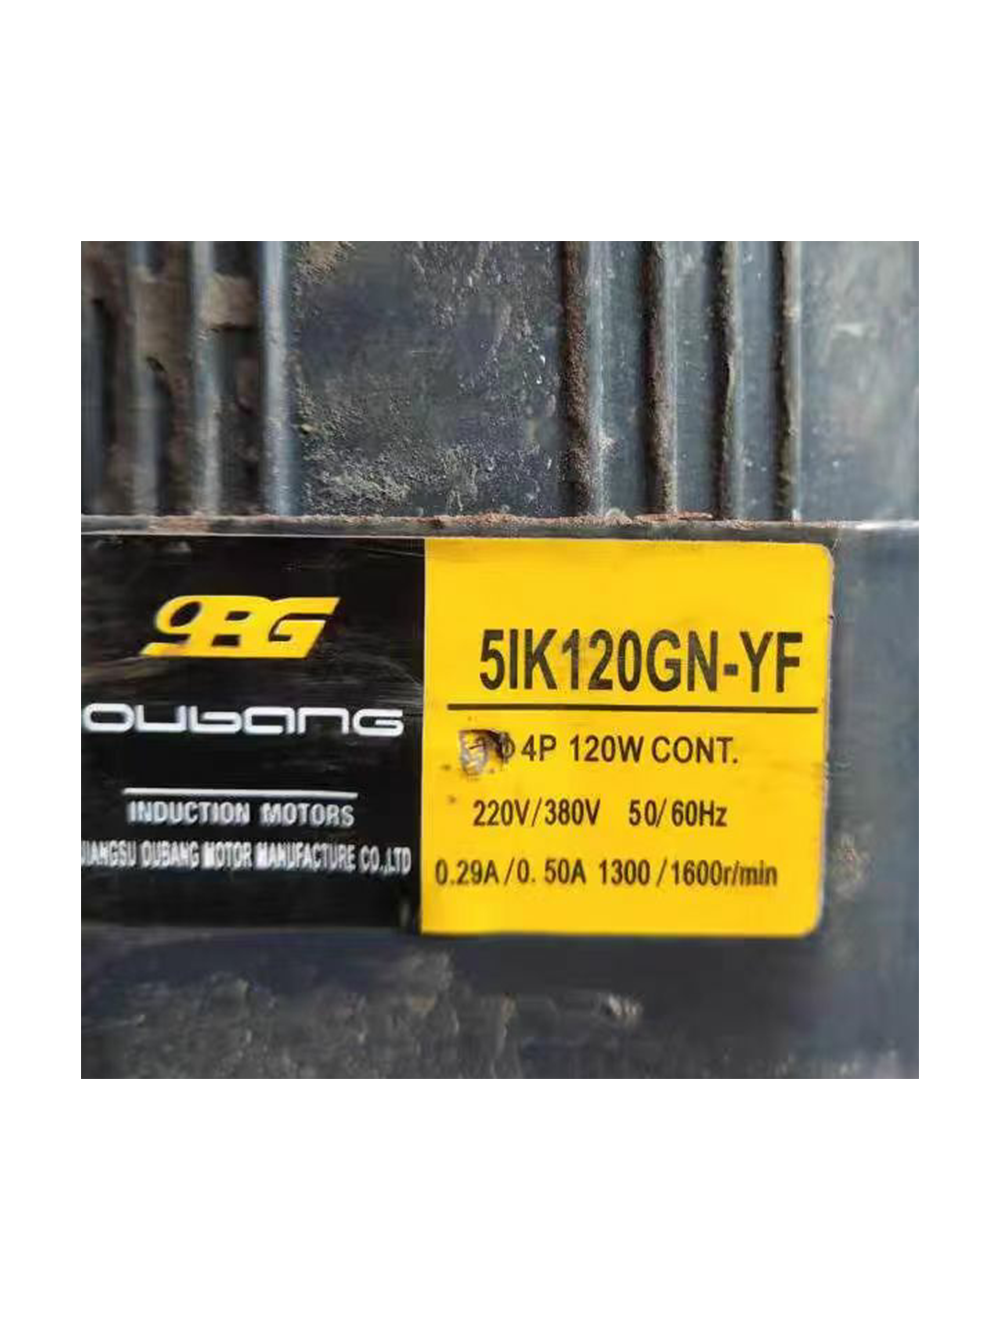 OBG
OUBANG
INDUCTION MOTORS
JIANGSU OUBANG MOTOR MANUFACTURE CO.,LTD
5IK120GN-YF
Φ 4P 120W CONT.
220V/380V 50/60Hz
0.29A/0.50A 1300/1600r/min